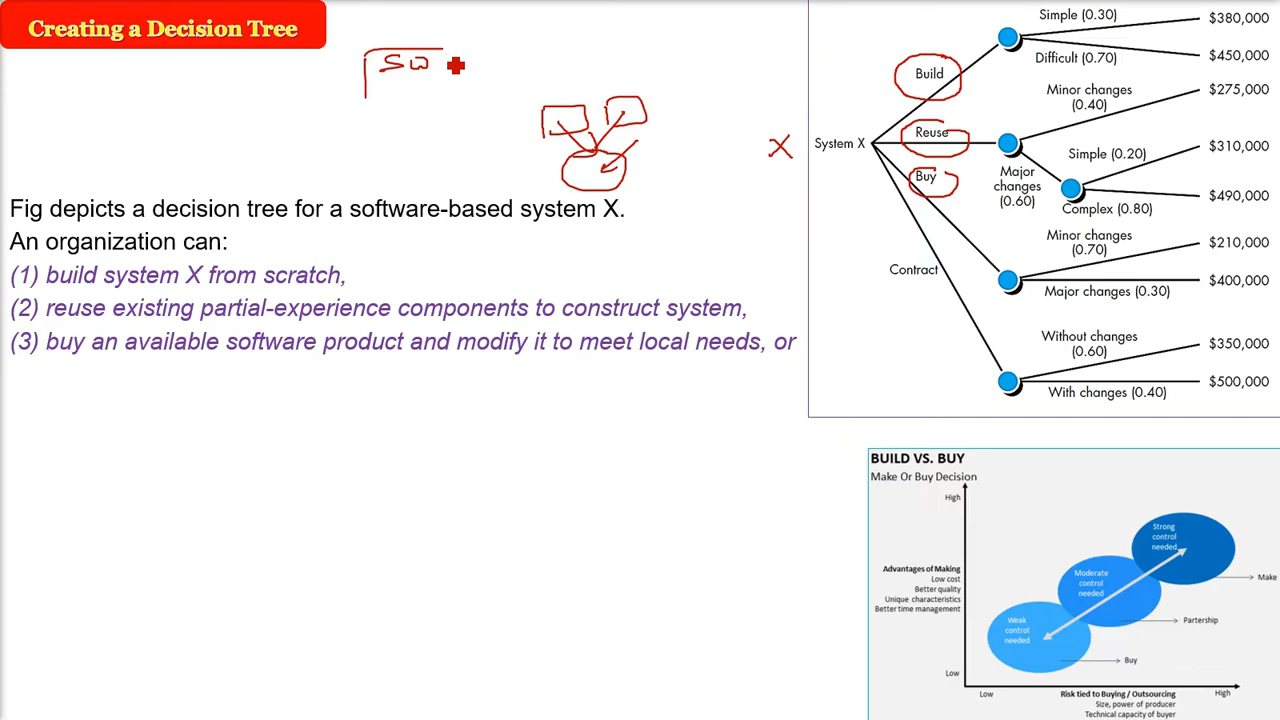 Creating a Decision Tree
SW
X
Fig depicts a decision tree for a software-based system X.
An organization can:
(1) build system X from scratch,
(2) reuse existing partial-experience components to construct system,
(3) buy an available software product and modify it to meet local needs, or
System X
Build
Simple (0.30)
$380,000
Difficult (0.70)
$450,000
Reuse
Minor changes
(0.40)
$275,000
Major
changes
(0.60)
Simple (0.20)
$310,000
Complex (0.80)
$490,000
Buy
Minor changes
(0.70)
$210,000
Major changes (0.30)
$400,000
Contract
Without changes
(0.60)
$350,000
With changes (0.40)
$500,000
BUILD VS. BUY
Make Or Buy Decision
High
Advantages of Making
Low cost
Better quality
Unique characteristics
Better time management
Low
Strong
control
needed
Make
Moderate
control
needed
Partership
Weak
control
needed
Buy
Low
Risk tied to Buying / Outsourcing
High
Size, power of producer
Technical capacity of buyer